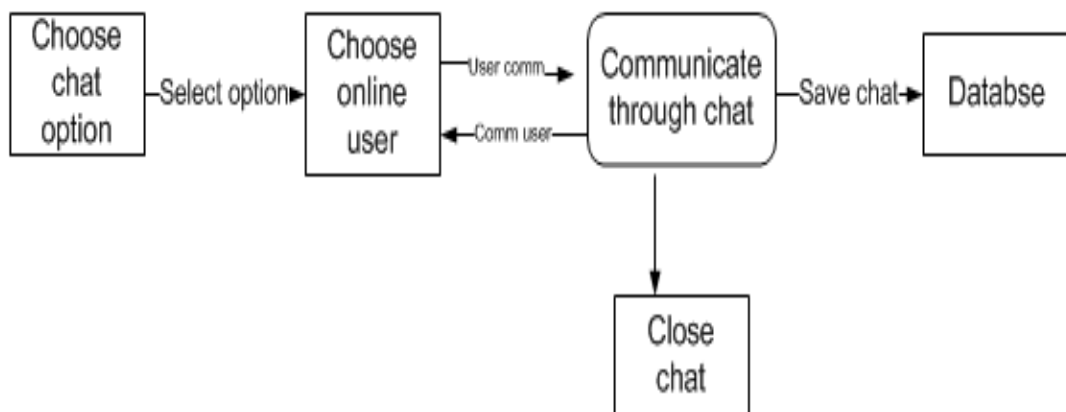 Choose
chat
option
Select option
Choose
online
user
User comm
Comm user
Communicate
through chat
Save chat
Databse
Close
chat